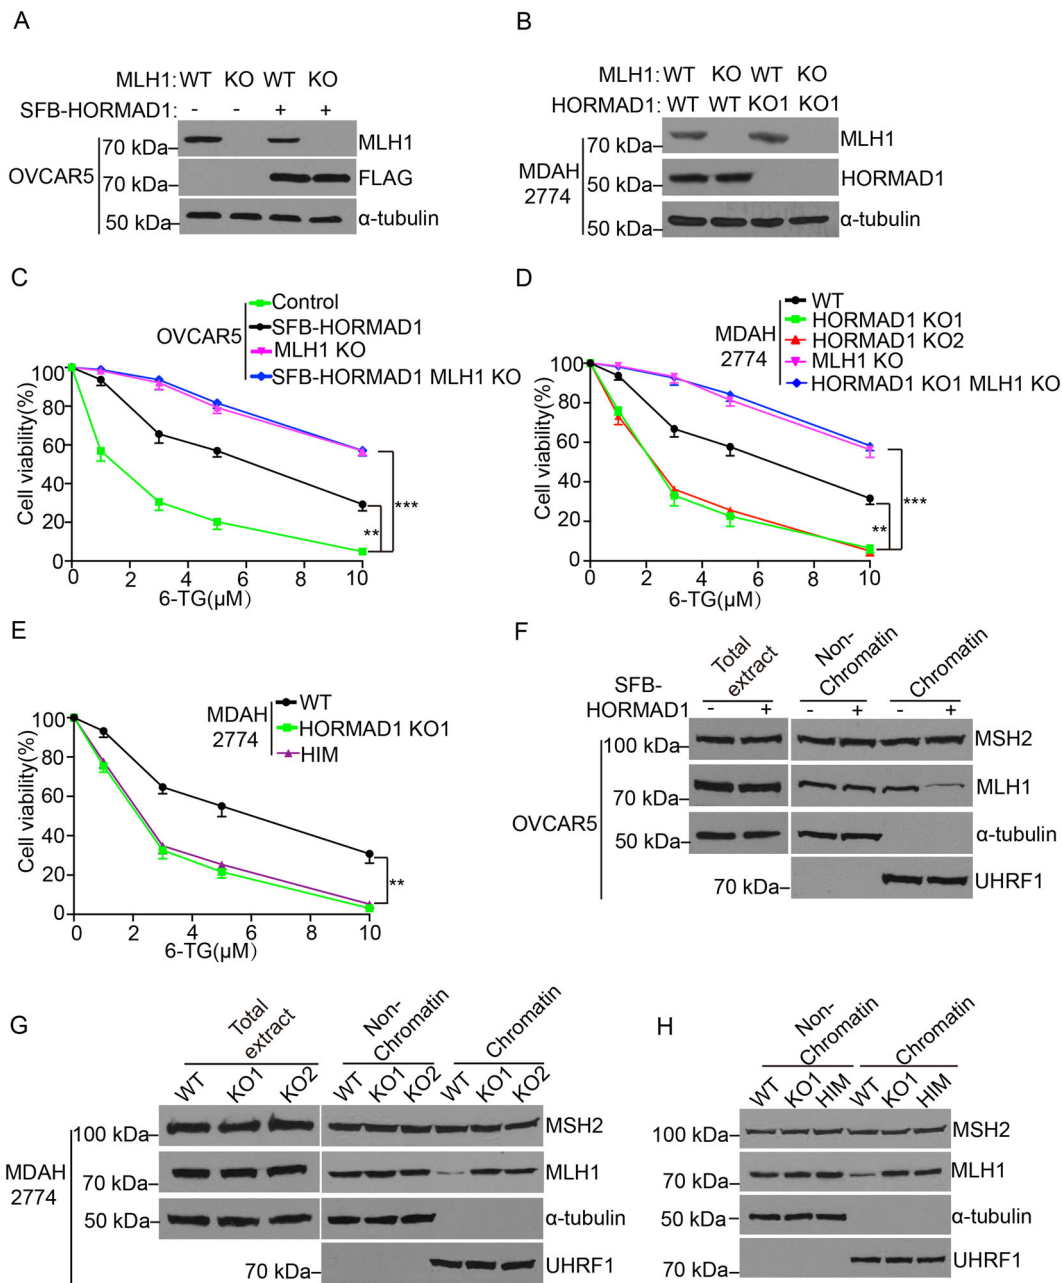 A
MLH1: WT KO WT KO
SFB-HORMAD1: - - + +
OVCAR5
70 kDa MLH1
70 kDa FLAG
50 kDa α-tubulin
B
MLH1: WT KO WT KO
HORMAD1: WT WT KO1 KO1
MDAH 2774
70 kDa MLH1
50 kDa HORMAD1
50 kDa α-tubulin
C
OVCAR5
Control
SFB-HORMAD1
MLH1 KO
SFB-HORMAD1 MLH1 KO
Cell viability(%)
100
80
60
40
20
0
0 2 4 6 8 10
6-TG(μM)
**
***
D
MDAH 2774
WT
HORMAD1 KO1
HORMAD1 KO2
MLH1 KO
HORMAD1 KO1 MLH1 KO
Cell viability(%)
100
80
60
40
20
0
0 2 4 6 8 10
6-TG(μM)
**
***
E
MDAH 2774
WT
HORMAD1 KO1
HIM
Cell viability(%)
100
80
60
40
20
0
0 2 4 6 8 10
6-TG(μM)
**
F
Total extract
Non-Chromatin
Chromatin
SFB-HORMAD1 - + - + - +
OVCAR5
100 kDa MSH2
70 kDa MLH1
50 kDa α-tubulin
70 kDa UHRF1
G
Total extract
Non-Chromatin
Chromatin
WT KO1 KO2 WT KO1 KO2 WT KO1 KO2
MDAH 2774
100 kDa MSH2
70 kDa MLH1
50 kDa α-tubulin
70 kDa UHRF1
H
Non-Chromatin
Chromatin
WT KO1 HIM WT KO1 HIM
100 kDa MSH2
70 kDa MLH1
50 kDa α-tubulin
70 kDa UHRF1